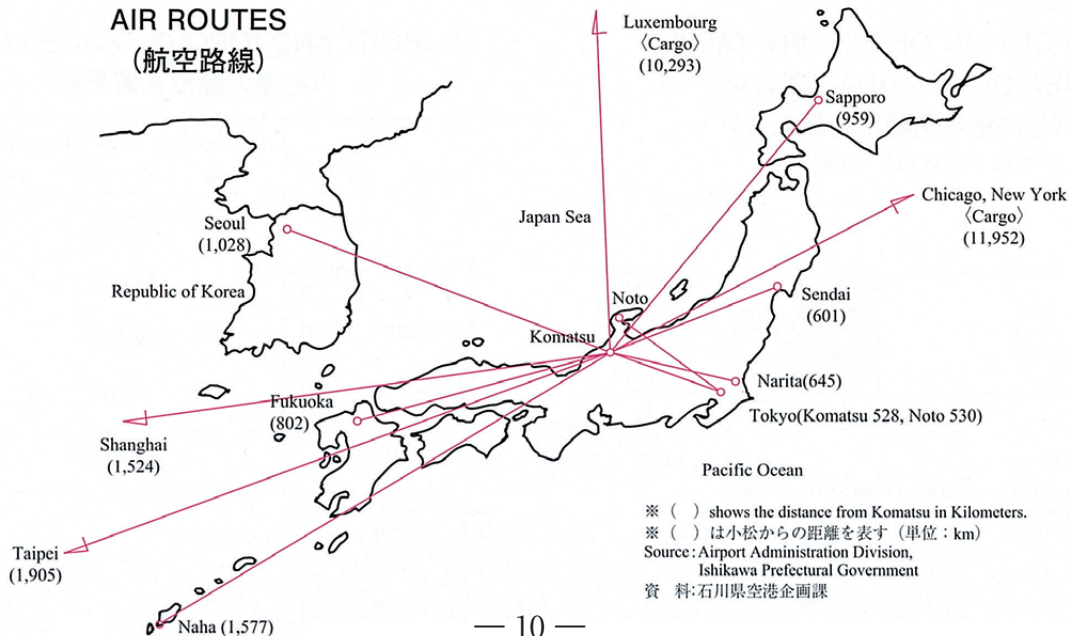 AIR ROUTES
(航空路線)
Luxembourg
〈Cargo〉
(10,293)
Sapporo
(959)
Chicago, New York
〈Cargo〉
(11,952)
Japan Sea
Seoul
(1,028)
Republic of Korea
Noto
Sendai
(601)
Komatsu
Narita(645)
Tokyo(Komatsu 528, Noto 530)
Fukuoka
(802)
Shanghai
(1,524)
Pacific Ocean
Taipei
(1,905)
Naha (1,577)
※ (　) shows the distance from Komatsu in Kilometers.
※ (　) は小松からの距離を表す (単位:km)
Source:Airport Administration Division,
Ishikawa Prefectural Government
資　料:石川県空港企画課
— 10 —